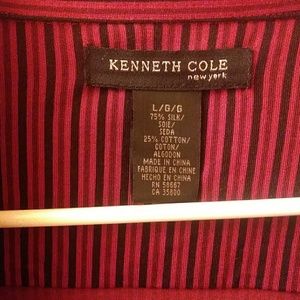 KENNETH COLE
new york
L/G/G
75% SILK/
SOIE/
SEDA
25% COTTON/
COTON/
ALGODON
MADE IN CHINA
FABRIQUE EN CHINE
HECHO EN CHINA
RN 58667
CA 35800